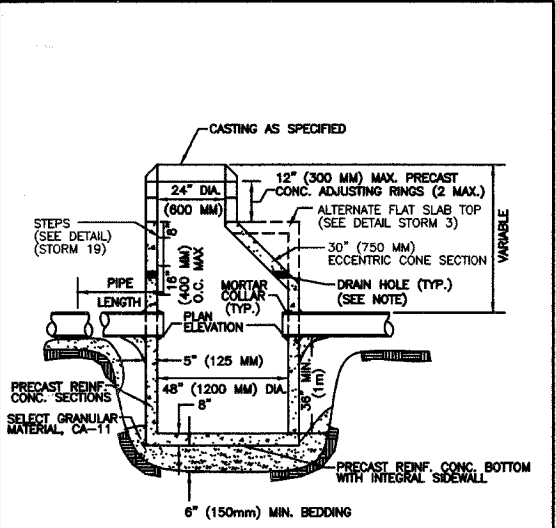 CASTING AS SPECIFIED
12" (300 MM) MAX. PRECAST
CONC. ADJUSTING RINGS (2 MAX.)
24" DIA.
(600 MM)
ALTERNATE FLAT SLAB TOP
(SEE DETAIL STORM 3)
VARIABLE
STEPS
(SEE DETAIL)
(STORM 19)
8"
16"
(400 MM)
O.C. MAX
30" (750 MM)
ECCENTRIC CONE SECTION
DRAIN HOLE (TYP.)
(SEE NOTE)
PIPE
LENGTH
MORTAR
COLLAR
(TYP.)
PLAN
ELEVATION
5" (125 MM)
48" (1200 MM) DIA.
36" MIN.
(1m)
PRECAST REINF.
CONC. SECTIONS
8"
SELECT GRANULAR
MATERIAL, CA-11
PRECAST REINF. CONC. BOTTOM
WITH INTEGRAL SIDEWALL
6" (150mm) MIN. BEDDING